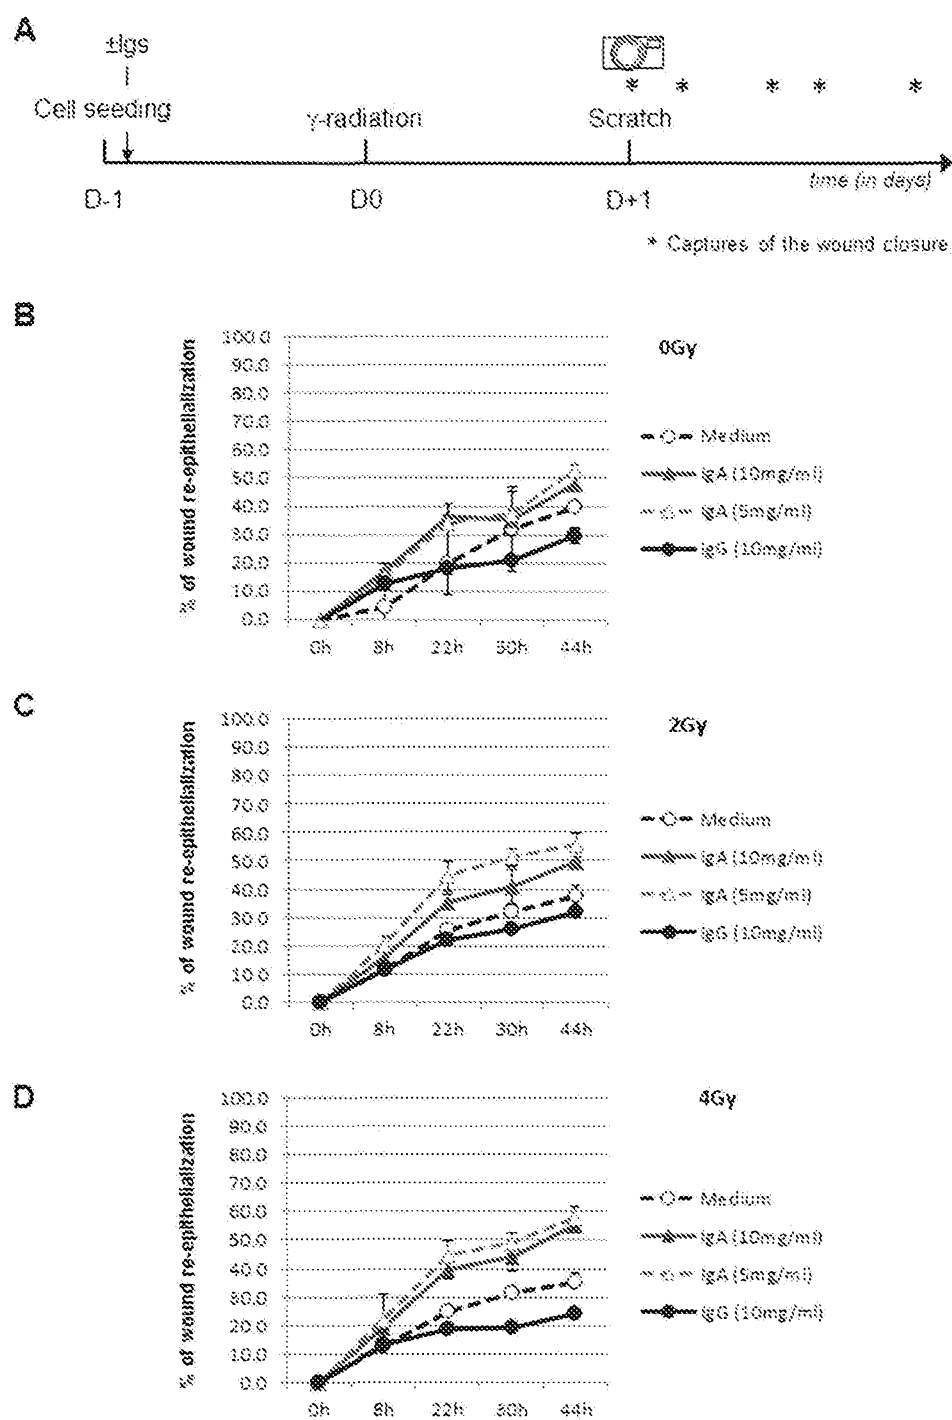 A
±Igs
Cell seeding
γ-radiation
Scratch
* * * * *
time (in days)
D-1
D0
D+1
* Captures of the wound closure
B
0Gy
% of wound re-epithelialization
100.0
90.0
80.0
70.0
60.0
50.0
40.0
30.0
20.0
10.0
0.0
0h 8h 22h 30h 44h
Medium
IgA (10mg/ml)
IgA (5mg/ml)
IgG (10mg/ml)
C
2Gy
% of wound re-epithelialization
100.0
90.0
80.0
70.0
60.0
50.0
40.0
30.0
20.0
10.0
0.0
0h 8h 22h 30h 44h
Medium
IgA (10mg/ml)
IgA (5mg/ml)
IgG (10mg/ml)
D
4Gy
% of wound re-epithelialization
100.0
90.0
80.0
70.0
60.0
50.0
40.0
30.0
20.0
10.0
0.0
0h 8h 22h 30h 44h
Medium
IgA (10mg/ml)
IgA (5mg/ml)
IgG (10mg/ml)